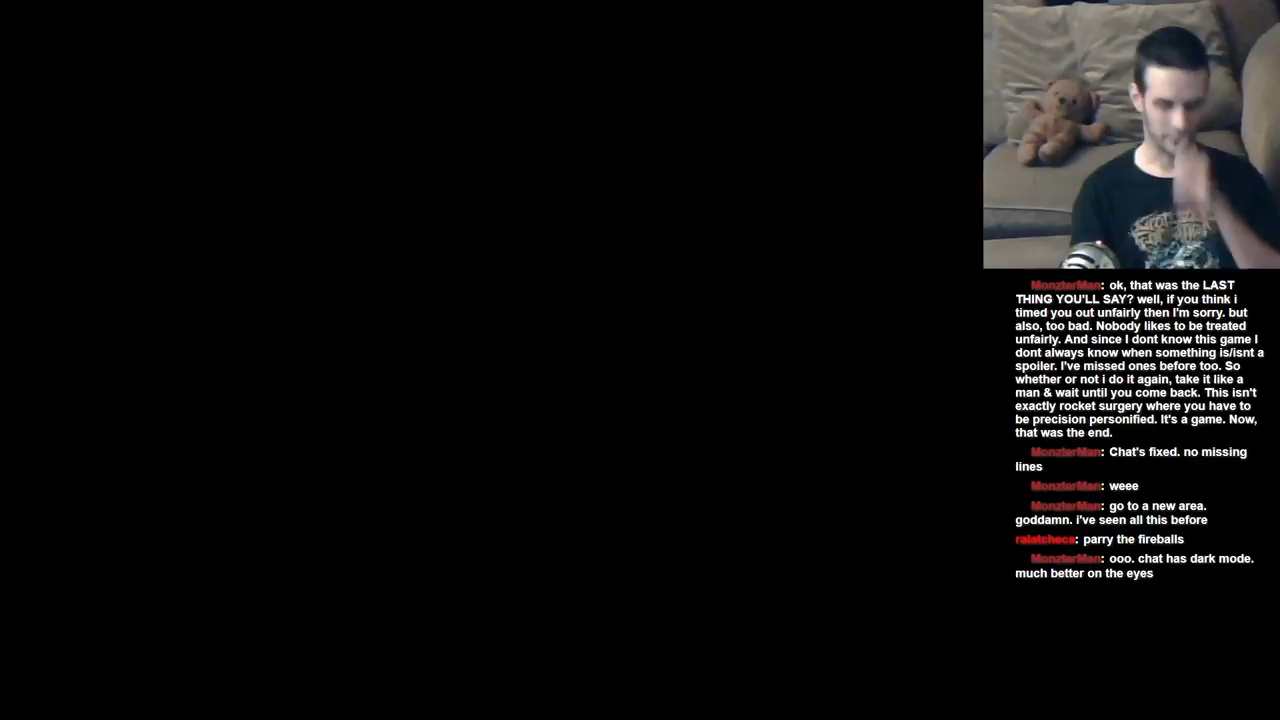 MonzterMan: ok, that was the LAST
THING YOU'LL SAY? well, if you think i
timed you out unfairly then I'm sorry. but
also, too bad. Nobody likes to be treated
unfairly. And since I dont know this game I
dont always know when something is/isnt a
spoiler. I've missed ones before too. So
whether or not i do it again, take it like a
man & wait until you come back. This isn't
exactly rocket surgery where you have to
be precision personified. It's a game. Now,
that was the end.
MonzterMan: Chat's fixed. no missing
lines
MonzterMan: weee
MonzterMan: go to a new area.
goddamn. i've seen all this before
ralatcheca: parry the fireballs
MonzterMan: ooo. chat has dark mode.
much better on the eyes